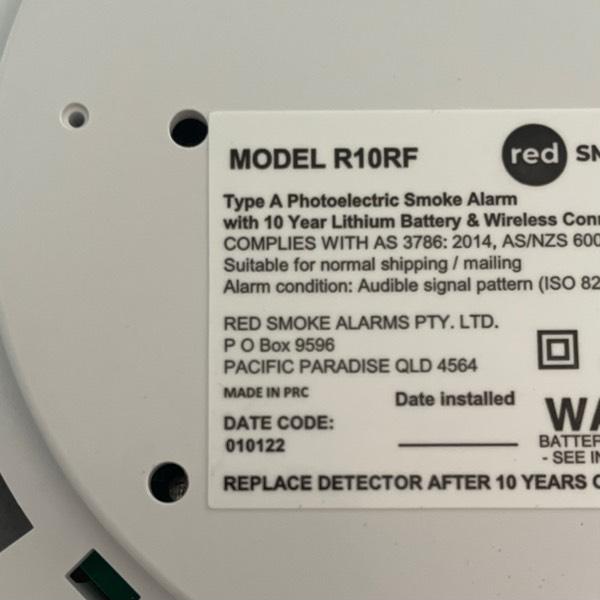 MODEL R10RF
red
Type A Photoelectric Smoke Alarm
with 10 Year Lithium Battery & Wireless
COMPLIES WITH AS 3786: 2014, AS/NZS
Suitable for normal shipping / mailing
Alarm condition: Audible signal pattern (ISO
RED SMOKE ALARMS PTY. LTD.
P O Box 9596
PACIFIC PARADISE QLD 4564
MADE IN PRC
Date installed
DATE CODE:
010122
- SEE
REPLACE DETECTOR AFTER 10 YEARS